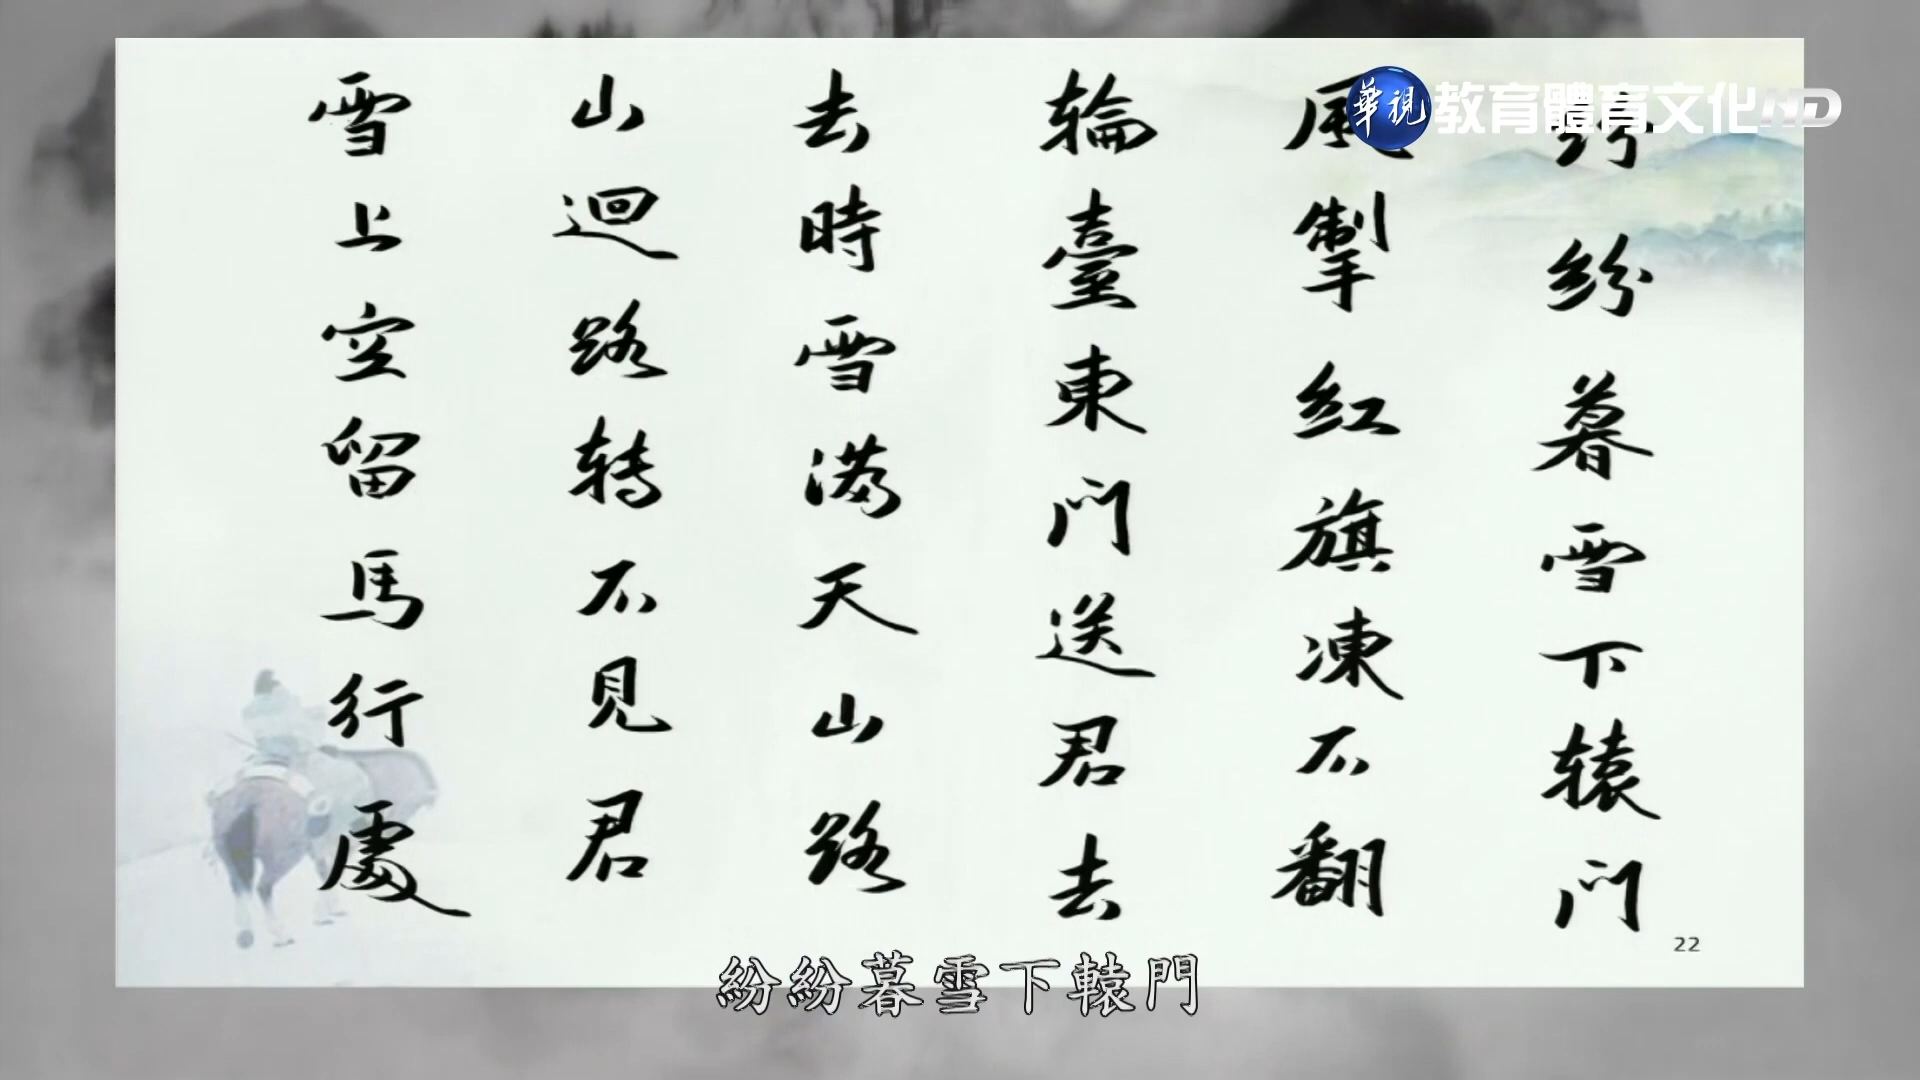 華視 教育體育文化HD
紛紛暮雪下轅門
風掣紅旗凍不翻
輪臺東門送君去
去時雪滿天山路
山迴路轉不見君
雪上空留馬行處
22
紛紛暮雪下轅門